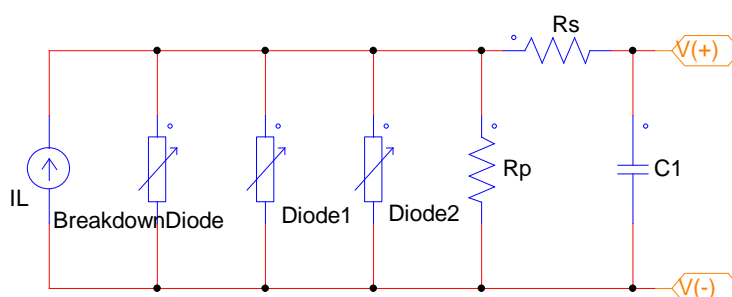 Rs
V(+)
IL
BreakdownDiode
Diode1
Diode2
Rp
C1
V(-)